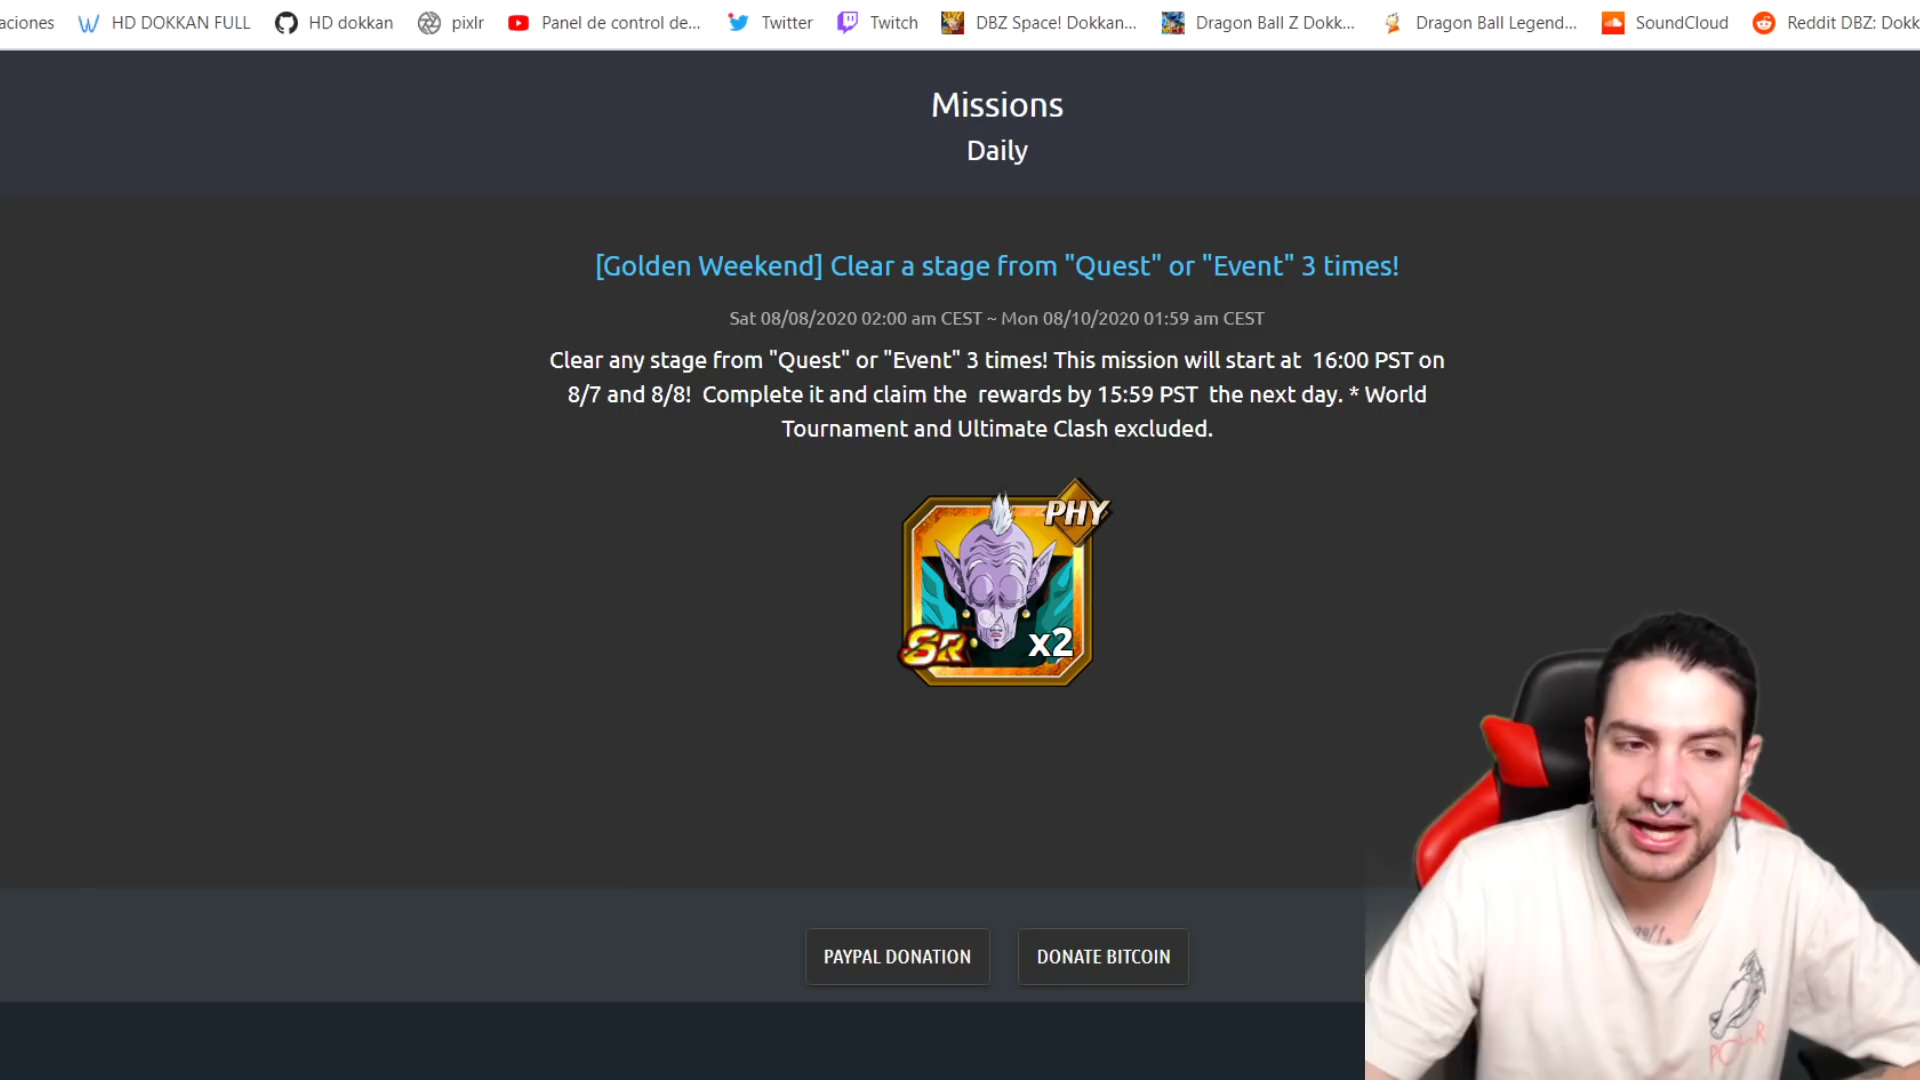 aciones HD DOKKAN FULL HD dokkan pixlr Panel de control de... Twitter Twitch DBZ Space! Dokkan... Dragon Ball Z Dokk... Dragon Ball Legend... SoundCloud Reddit DBZ: Dokk
Missions
Daily
[Golden Weekend] Clear a stage from "Quest" or "Event" 3 times!
Sat 08/08/2020 02:00 am CEST ~ Mon 08/10/2020 01:59 am CEST
Clear any stage from "Quest" or "Event" 3 times! This mission will start at 16:00 PST on
8/7 and 8/8! Complete it and claim the rewards by 15:59 PST the next day. * World
Tournament and Ultimate Clash excluded.
PHY
SR x2
PAYPAL DONATION DONATE BITCOIN